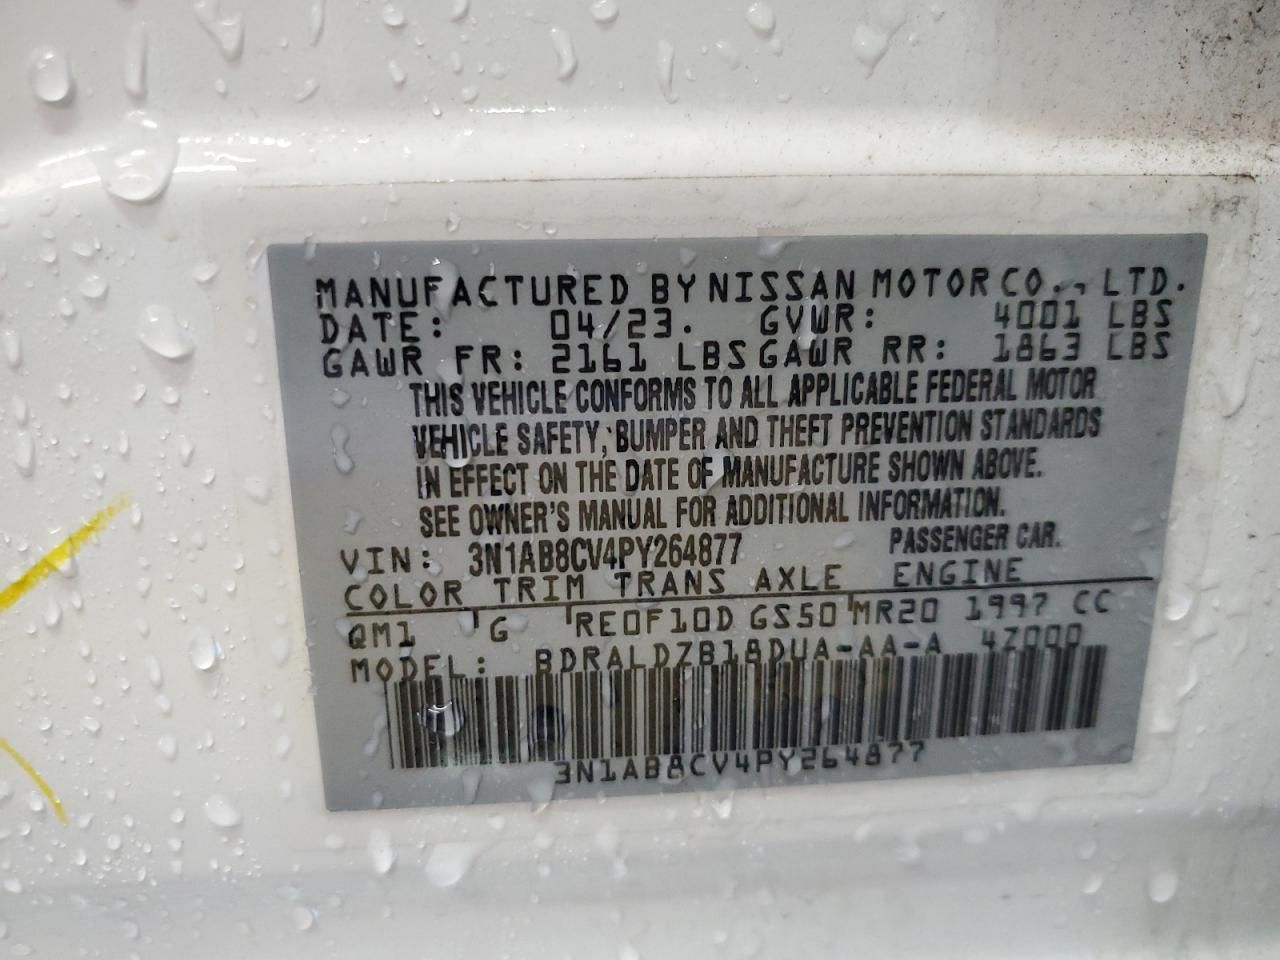 MANUFACTURED BY NISSAN MOTOR CO., LTD.
DATE: 04/23. GVWR: 4001 LBS
GAWR FR: 2161 LBS GAWR RR: 1863 LBS
THIS VEHICLE CONFORMS TO ALL APPLICABLE FEDERAL MOTOR
VEHICLE SAFETY, BUMPER AND THEFT PREVENTION STANDARDS
IN EFFECT ON THE DATE OF MANUFACTURE SHOWN ABOVE.
SEE OWNER'S MANUAL FOR ADDITIONAL INFORMATION.
VIN: 3N1AB8CV4PY264877 PASSENGER CAR.
COLOR TRIM TRANS AXLE ENGINE
QM1 G RE0F10D GS50 MR20 1997 CC
MODEL: BDRALDZB18DUA-AA-A 4Z000
3N1AB8CV4PY264877